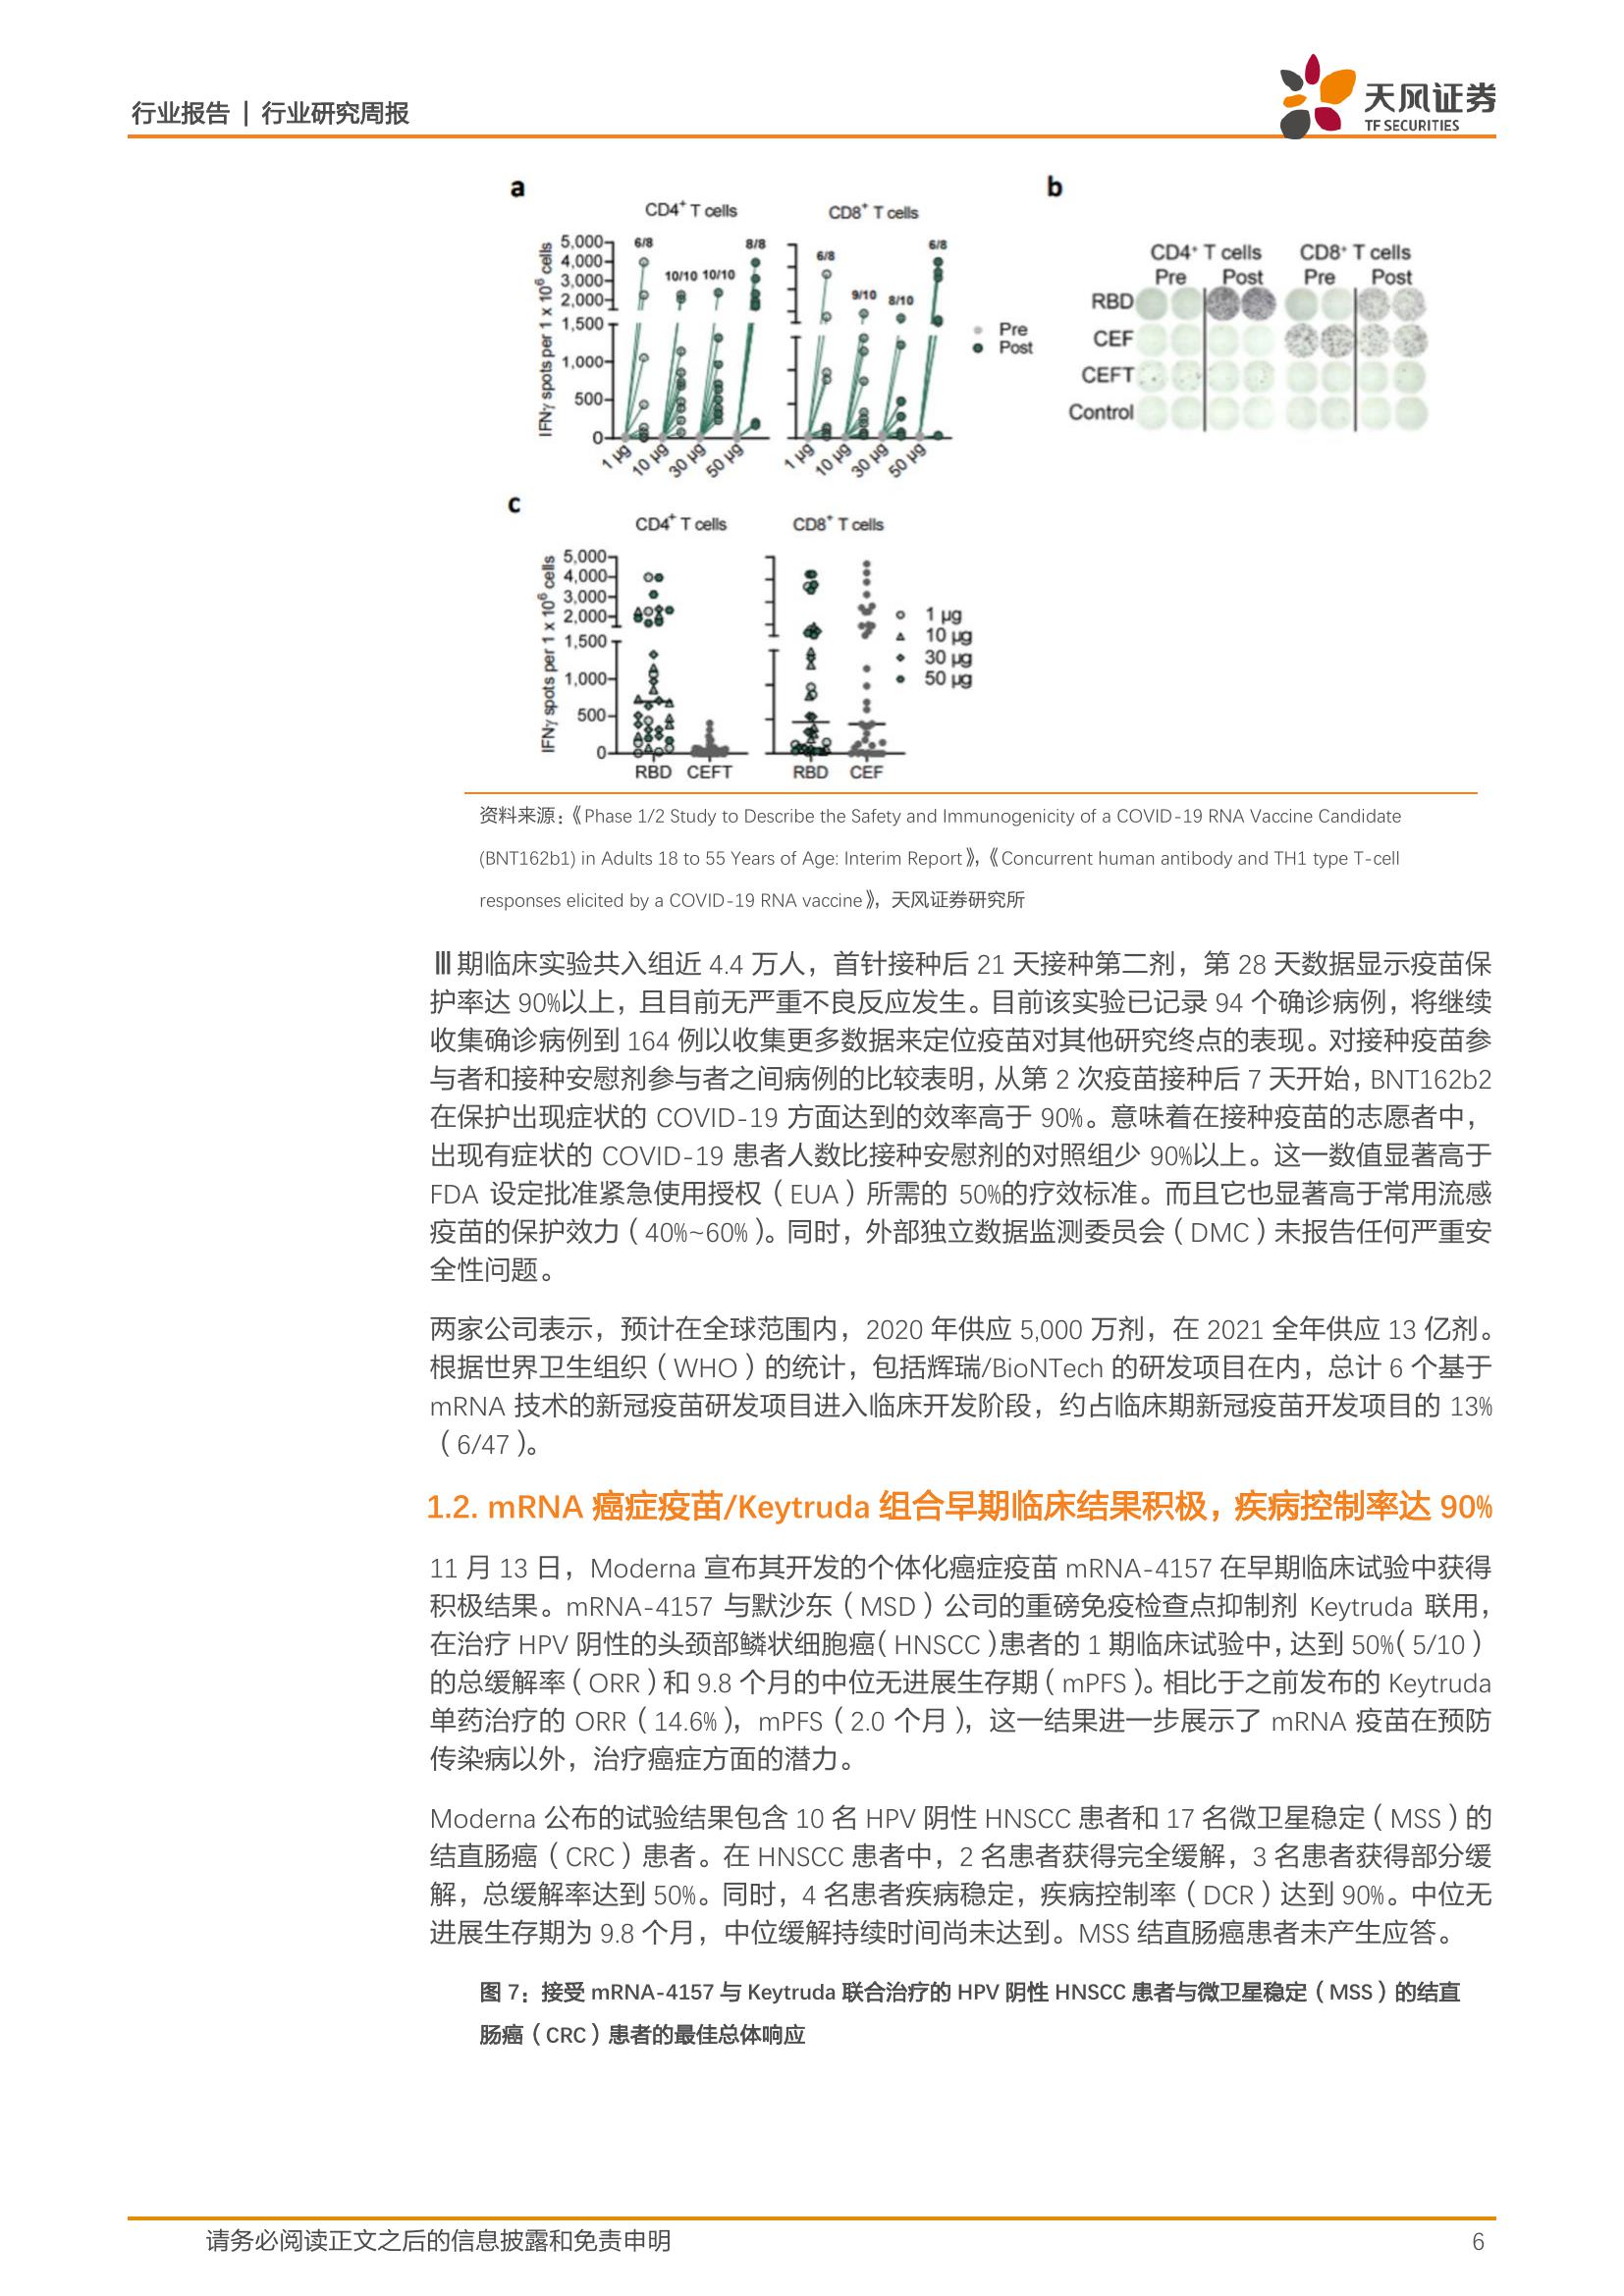 行业报告 | 行业研究周报
天风证券
TF SECURITIES
a
CD4⁺ T cells
CD8⁺ T cells
IFNγ spots per 1 x 10⁶ cells
5,000
4,000
3,000
2,000
1,500
1,000
500
0
6/8
10/10 10/10
8/8
6/8
9/10
8/10
6/8
1 µg
10 µg
30 µg
50 µg
1 µg
10 µg
30 µg
50 µg
Pre
Post
b
CD4⁺ T cells CD8⁺ T cells
Pre Post Pre Post
RBD
CEF
CEFT
Control
c
CD4⁺ T cells
CD8⁺ T cells
IFNγ spots per 1 x 10⁶ cells
5,000
4,000
3,000
2,000
1,500
1,000
500
0
RBD CEFT
RBD CEF
1 µg
10 µg
30 µg
50 µg
资料来源：《Phase 1/2 Study to Describe the Safety and Immunogenicity of a COVID-19 RNA Vaccine Candidate
(BNT162b1) in Adults 18 to 55 Years of Age: Interim Report》，《Concurrent human antibody and TH1 type T-cell
responses elicited by a COVID-19 RNA vaccine》，天风证券研究所
Ⅲ期临床实验共入组近 4.4 万人，首针接种后 21 天接种第二剂，第 28 天数据显示疫苗保
护率达 90%以上，且目前无严重不良反应发生。目前该实验已记录 94 个确诊病例，将继续
收集确诊病例到 164 例以收集更多数据来定位疫苗对其他研究终点的表现。对接种疫苗参
与者和接种安慰剂参与者之间病例的比较表明，从第 2 次疫苗接种后 7 天开始，BNT162b2
在保护出现症状的 COVID-19 方面达到的效率高于 90%。意味着在接种疫苗的志愿者中，
出现有症状的 COVID-19 患者人数比接种安慰剂的对照组少 90%以上。这一数值显著高于
FDA 设定批准紧急使用授权（EUA）所需的 50%的疗效标准。而且它也显著高于常用流感
疫苗的保护效力（40%~60%）。同时，外部独立数据监测委员会（DMC）未报告任何严重安
全性问题。
两家公司表示，预计在全球范围内，2020 年供应 5,000 万剂，在 2021 全年供应 13 亿剂。
根据世界卫生组织（WHO）的统计，包括辉瑞/BioNTech 的研发项目在内，总计 6 个基于
mRNA 技术的新冠疫苗研发项目进入临床开发阶段，约占临床期新冠疫苗开发项目的 13%
（6/47）。
1.2. mRNA 癌症疫苗/Keytruda 组合早期临床结果积极，疾病控制率达 90%
11 月 13 日，Moderna 宣布其开发的个体化癌症疫苗 mRNA-4157 在早期临床试验中获得
积极结果。mRNA-4157 与默沙东（MSD）公司的重磅免疫检查点抑制剂 Keytruda 联用，
在治疗 HPV 阴性的头颈部鳞状细胞癌（HNSCC）患者的 1 期临床试验中，达到 50%（5/10）
的总缓解率（ORR）和 9.8 个月的中位无进展生存期（mPFS）。相比于之前发布的 Keytruda
单药治疗的 ORR（14.6%），mPFS（2.0 个月），这一结果进一步展示了 mRNA 疫苗在预防
传染病以外，治疗癌症方面的潜力。
Moderna 公布的试验结果包含 10 名 HPV 阴性 HNSCC 患者和 17 名微卫星稳定（MSS）的
结直肠癌（CRC）患者。在 HNSCC 患者中，2 名患者获得完全缓解，3 名患者获得部分缓
解，总缓解率达到 50%。同时，4 名患者疾病稳定，疾病控制率（DCR）达到 90%。中位无
进展生存期为 9.8 个月，中位缓解持续时间尚未达到。MSS 结直肠癌患者未产生应答。
图 7：接受 mRNA-4157 与 Keytruda 联合治疗的 HPV 阴性 HNSCC 患者与微卫星稳定（MSS）的结直
肠癌（CRC）患者的最佳总体响应
请务必阅读正文之后的信息披露和免责申明
6